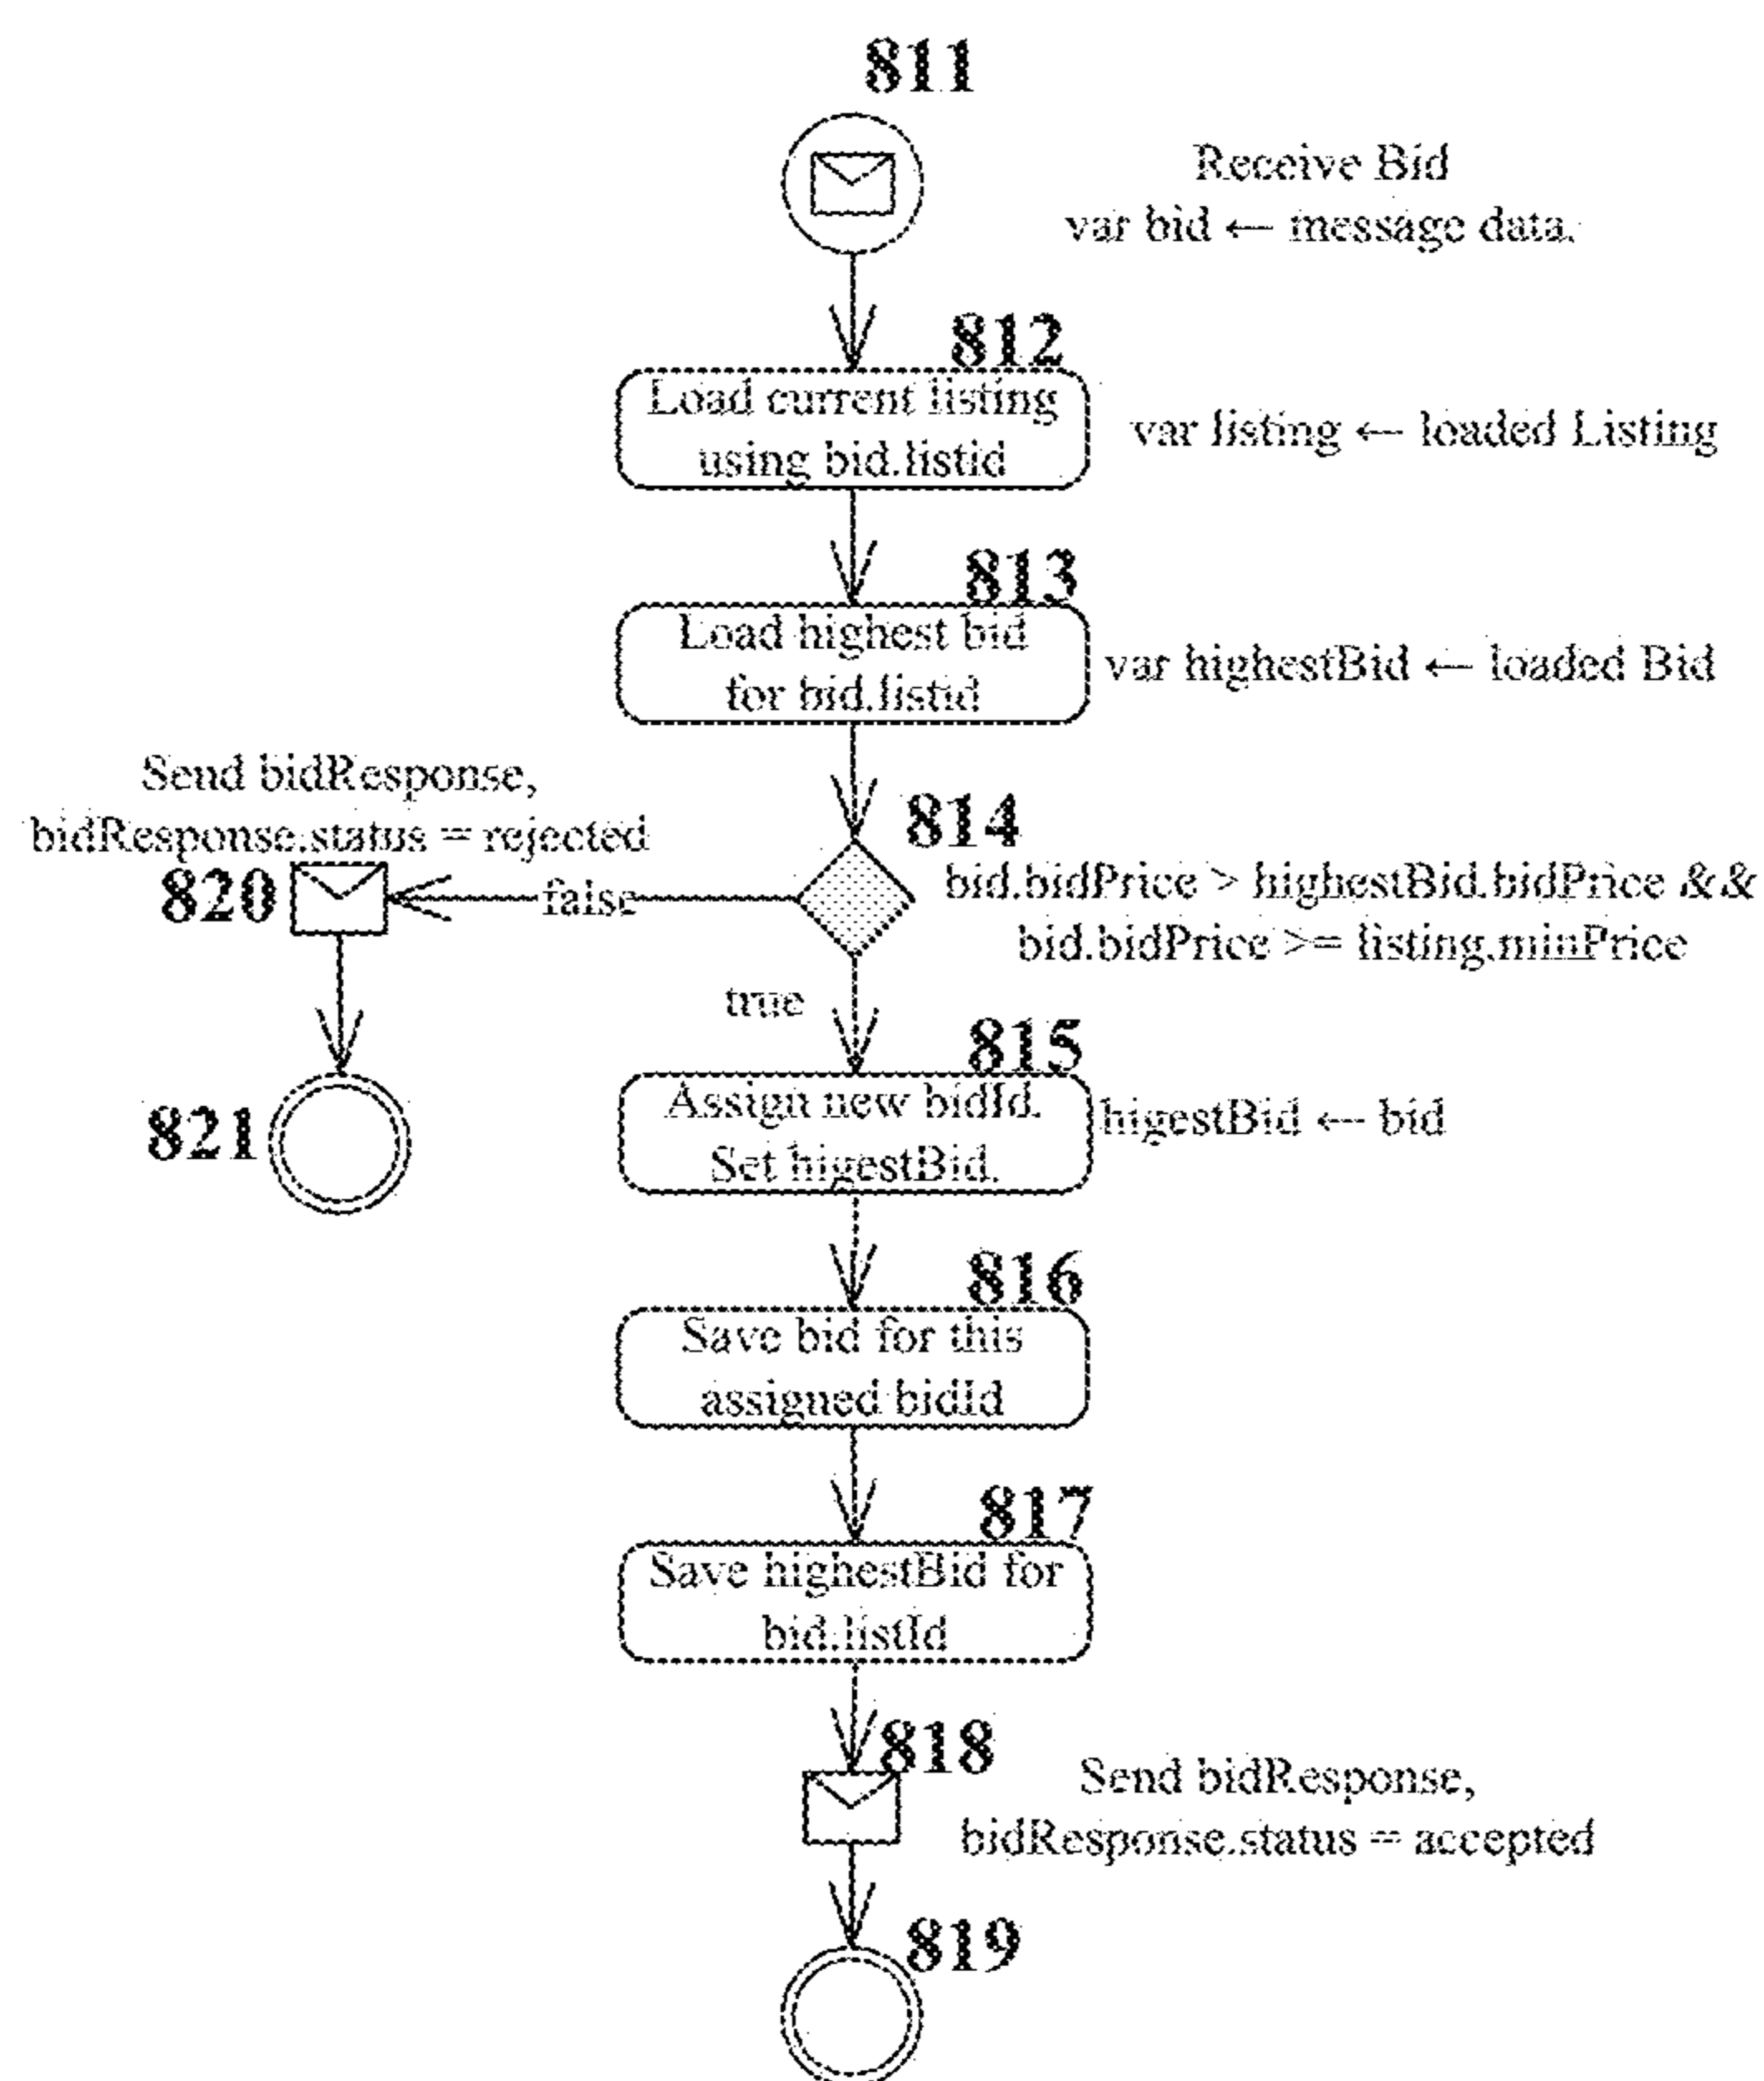 811
Receive Bid
var bid ← message data.
812
Load current listing
using bid.listid
var listing ← loaded Listing
813
Load highest bid
for bid.listid
var highestBid ← loaded Bid
Send bidResponse,
bidResponse.status = rejected
820
false
814
bid.bidPrice > highestBid.bidPrice &&
bid.bidPrice >= listing.minPrice
true
821
815
Assign new bidId.
Set higestBid.
higestBid ← bid
816
Save bid for this
assigned bidId
817
Save highestBid for
bid.listId
818
Send bidResponse,
bidResponse.status = accepted
819